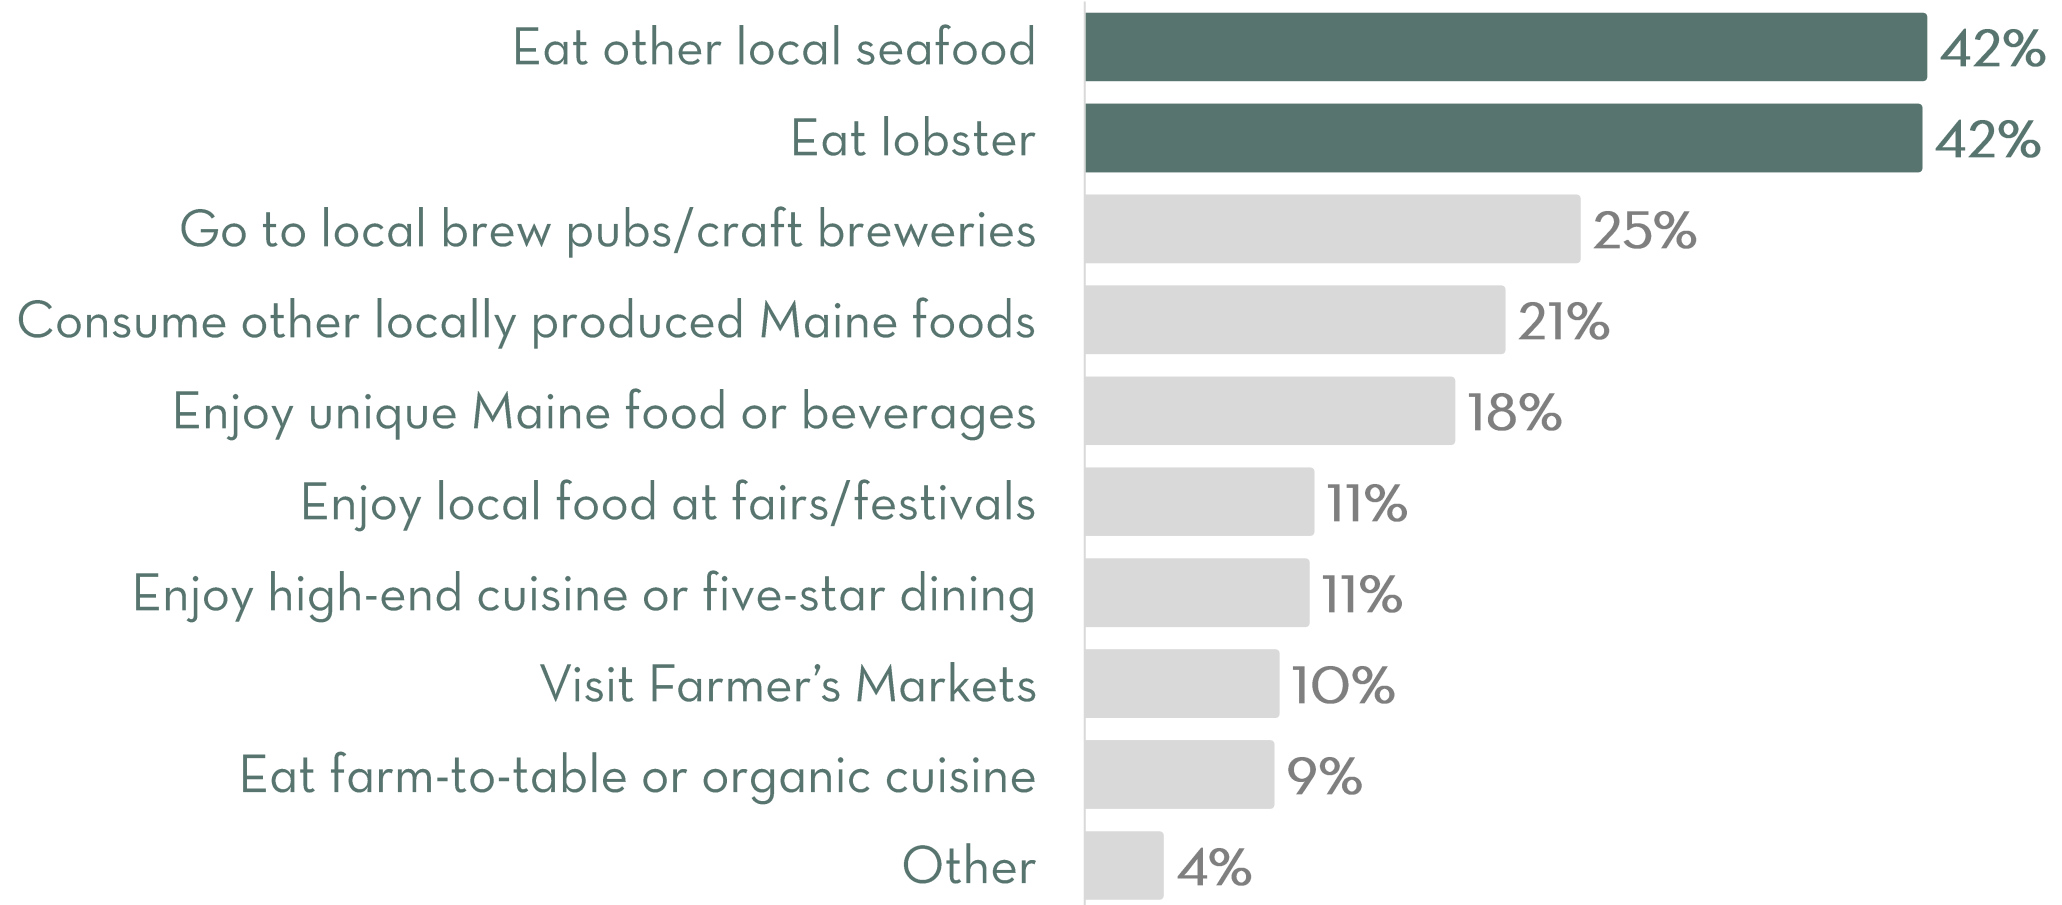 Eat other local seafood 42%
Eat lobster 42%
Go to local brew pubs/craft breweries 25%
Consume other locally produced Maine foods 21%
Enjoy unique Maine food or beverages 18%
Enjoy local food at fairs/festivals 11%
Enjoy high-end cuisine or five-star dining 11%
Visit Farmer’s Markets 10%
Eat farm-to-table or organic cuisine 9%
Other 4%